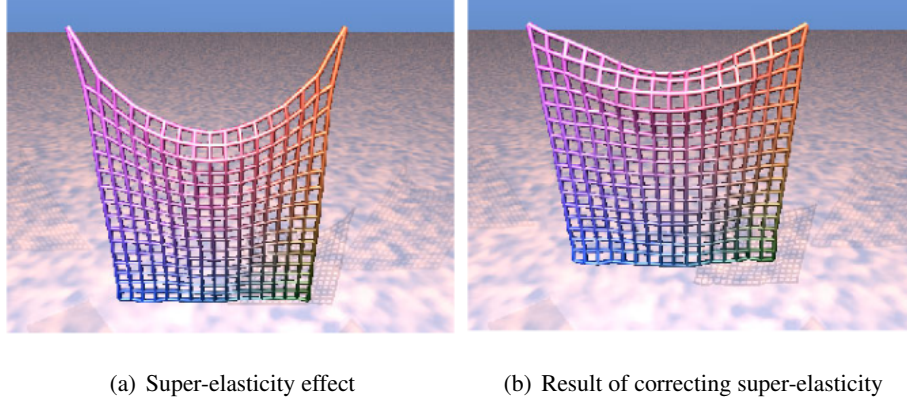 (a) Super-elasticity effect
(b) Result of correcting super-elasticity